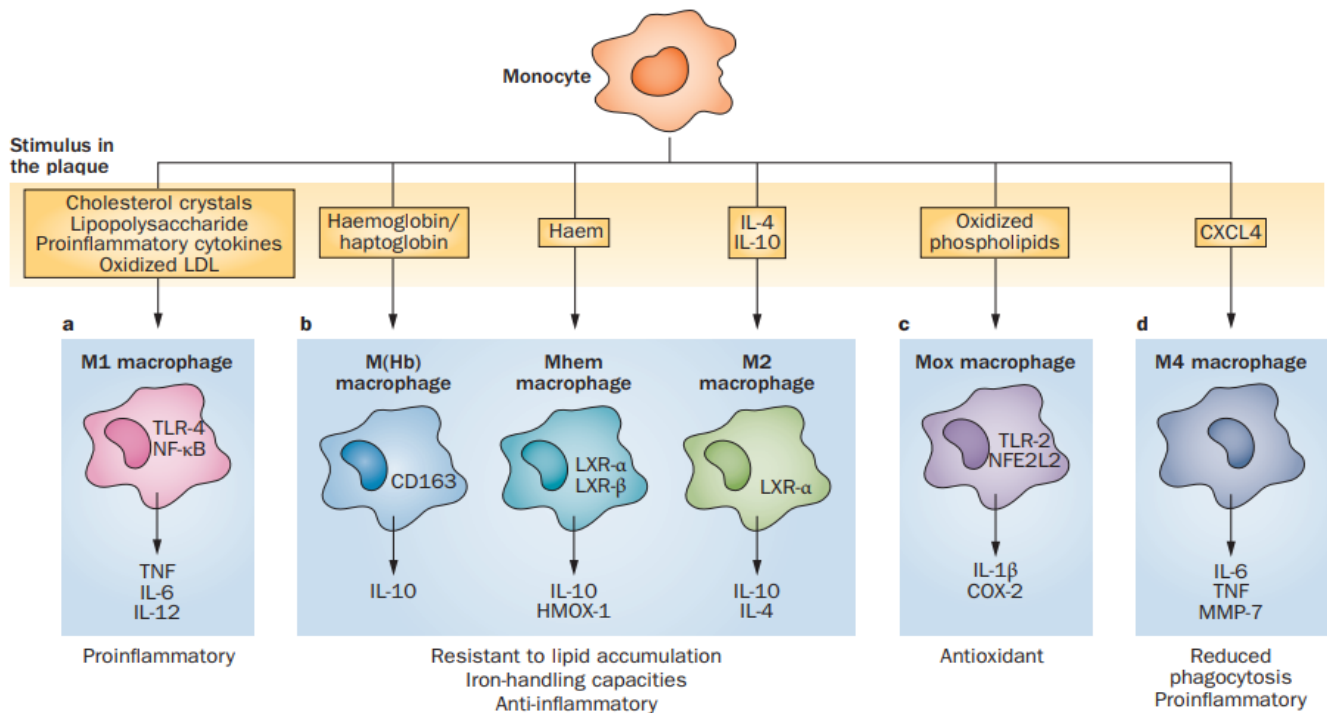 Monocyte
Stimulus in
the plaque
Cholesterol crystals
Lipopolysaccharide
Proinflammatory cytokines
Oxidized LDL
Haemoglobin/
haptoglobin
Haem
IL-4
IL-10
Oxidized
phospholipids
CXCL4
a
M1 macrophage
TLR-4
NF-κB
TNF
IL-6
IL-12
Proinflammatory
b
M(Hb)
macrophage
CD163
IL-10
Mhem
macrophage
LXR-α
LXR-β
IL-10
HMOX-1
M2
macrophage
LXR-α
IL-10
IL-4
Resistant to lipid accumulation
Iron-handling capacities
Anti-inflammatory
c
Mox macrophage
TLR-2
NFE2L2
IL-1β
COX-2
Antioxidant
d
M4 macrophage
IL-6
TNF
MMP-7
Reduced
phagocytosis
Proinflammatory